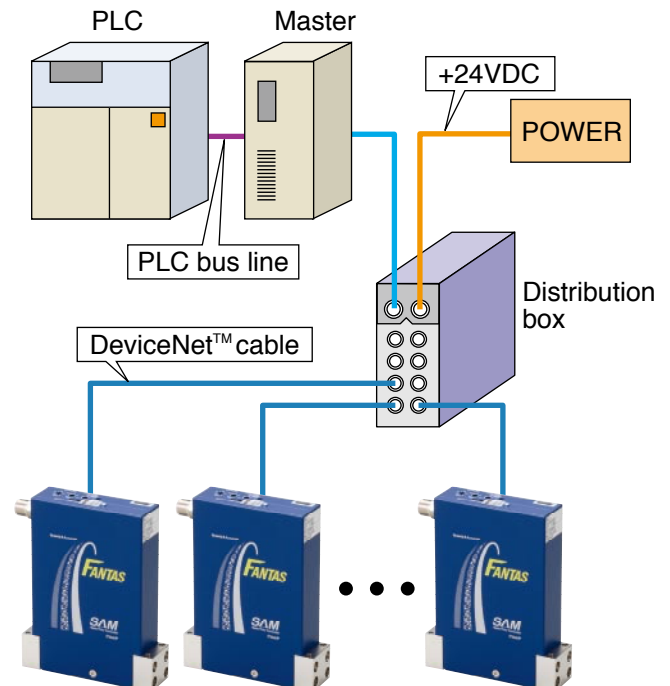 PLC
Master
+24VDC
POWER
PLC bus line
Distribution
box
DeviceNet™ cable
FANTAS
SAM
FANTAS
SAM
FANTAS
SAM